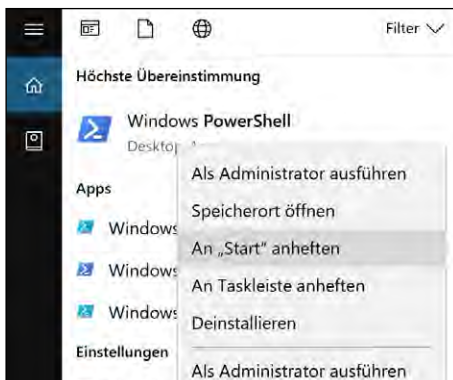 Filter
Höchste Übereinstimmung
Windows PowerShell
Als Administrator ausführen
Apps
Speicherort öffnen
Windows
An „Start“ anheften
Windows
An Taskleiste anheften
Windows
Deinstallieren
Einstellungen
Als Administrator ausführen